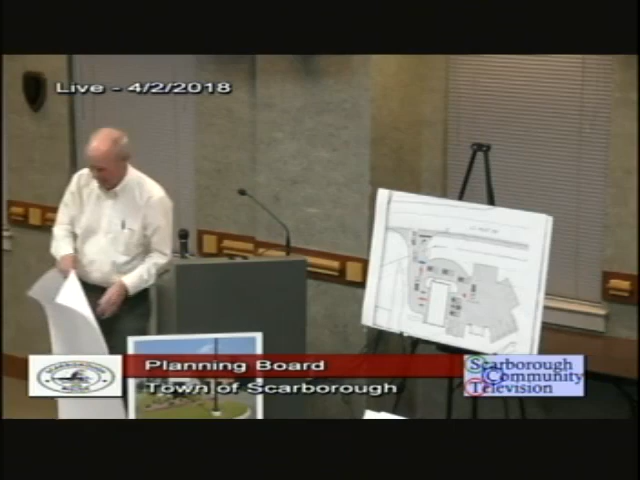 Live - 4/2/2018
Planning Board
Town of Scarborough
Scarborough
Community
Television